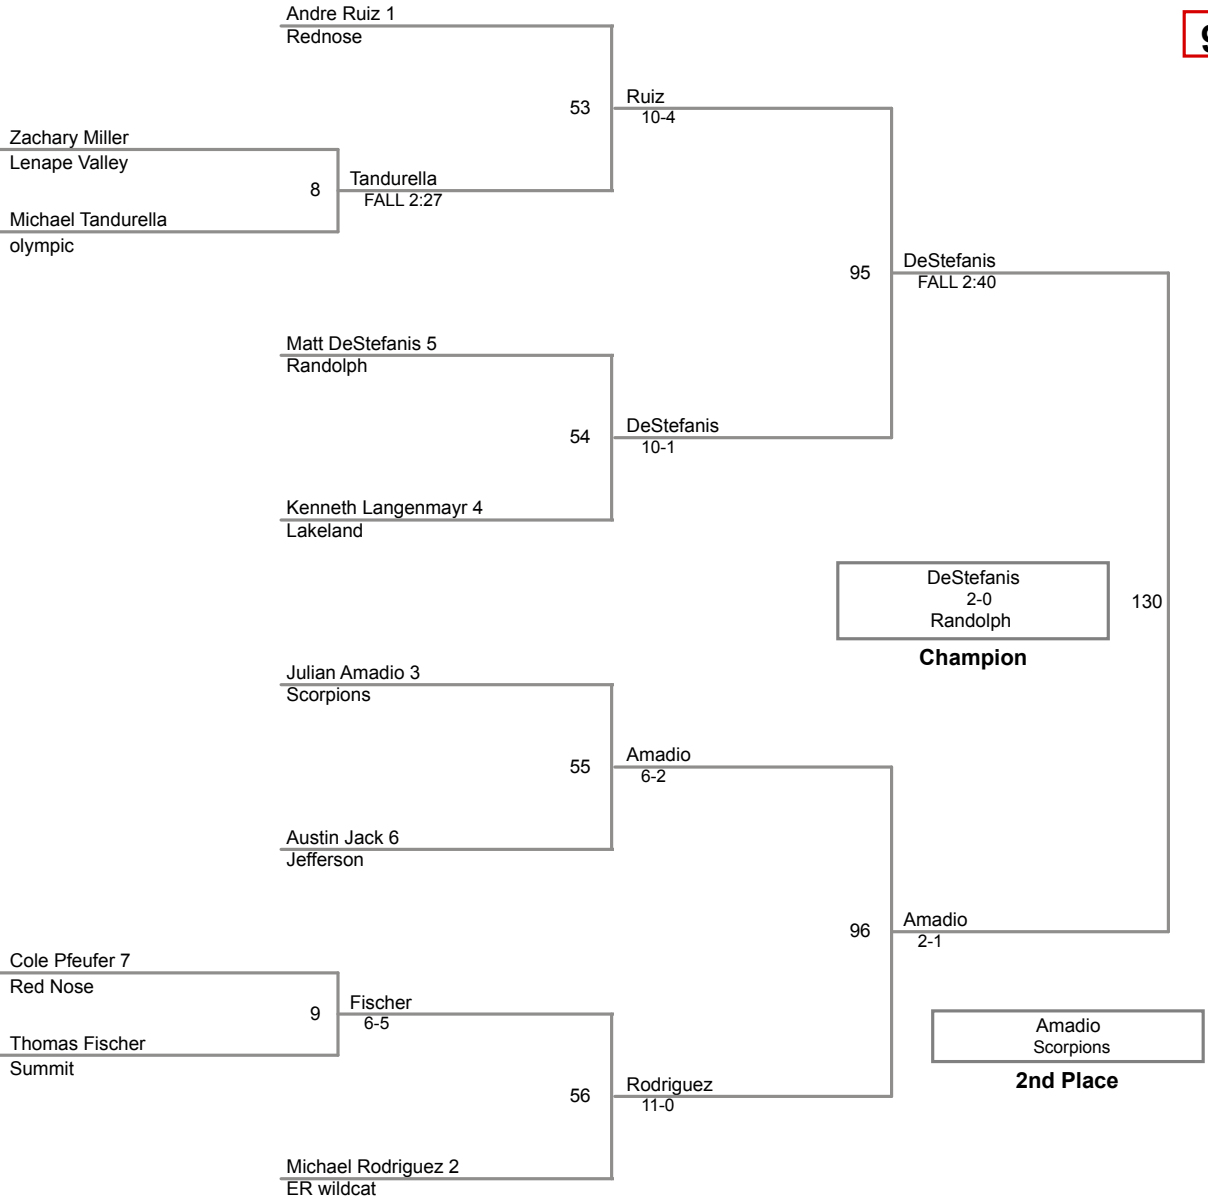 Andre Ruiz 1
Rednose
53
Ruiz
10-4
Zachary Miller
Lenape Valley
8
Tandurella
FALL 2:27
Michael Tandurella
olympic
95
DeStefanis
FALL 2:40
Matt DeStefanis 5
Randolph
54
DeStefanis
10-1
Kenneth Langenmayr 4
Lakeland
DeStefanis
2-0
Randolph
130
Champion
Julian Amadio 3
Scorpions
55
Amadio
6-2
Austin Jack 6
Jefferson
96
Amadio
2-1
Cole Pfeufer 7
Red Nose
9
Fischer
6-5
Thomas Fischer
Summit
Amadio
Scorpions
2nd Place
56
Rodriguez
11-0
Michael Rodriguez 2
ER wildcat